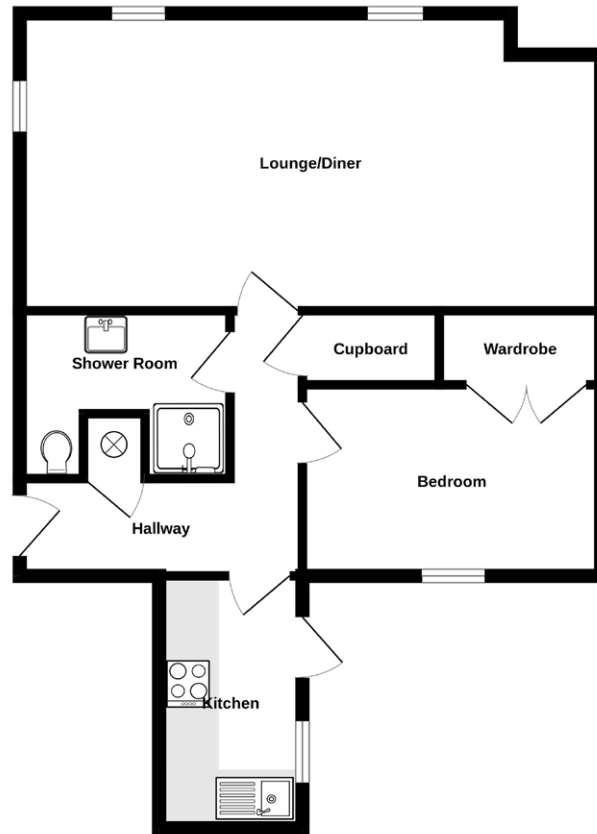 Lounge/Diner
Cupboard
Wardrobe
Shower Room
Bedroom
Hallway
Kitchen